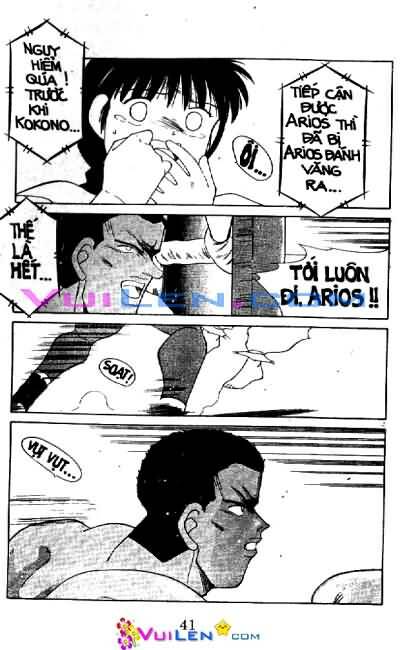 NGUY
HIỂM
QUÁ!
TRƯỚC
KHI
KOKONO...
TIẾP CẬN
ĐƯỢC
ARIOS THÌ
ĐÃ BỊ
ARIOS ĐÁNH
VĂNG
RA...
ỐI...
THẾ
LÀ
HẾT...
TỚI LUÔN
ĐI, ARIOS!!
VUILEN.COM
SOẠT!
VỤT VỤT...
41
VUILEN COM